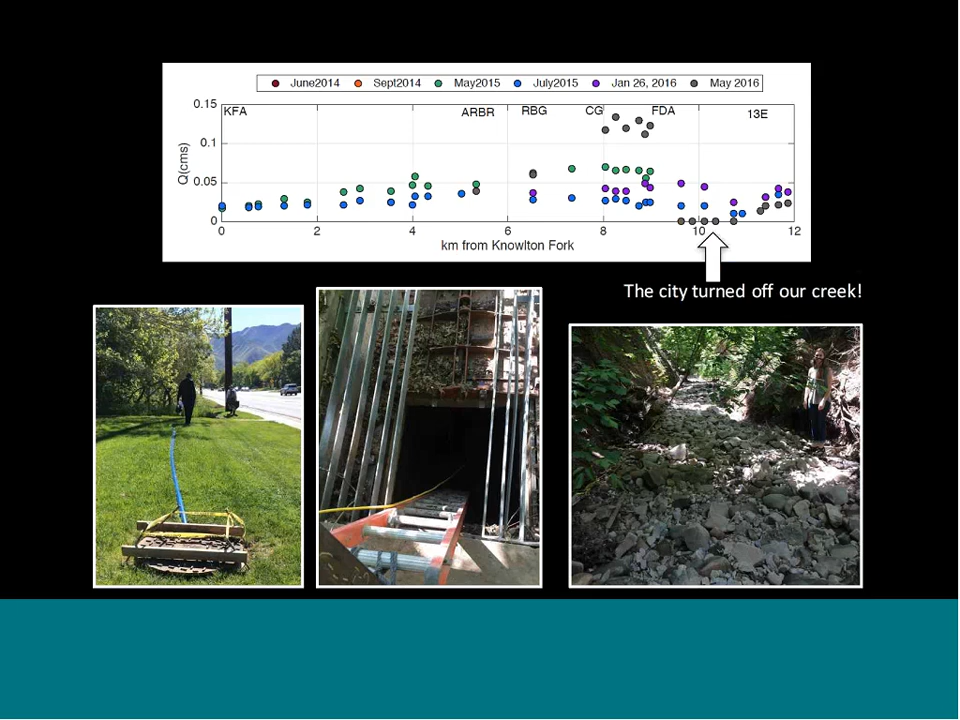 June2014 Sept2014 May2015 July2015 Jan 26, 2016 May 2016
0.15
KFA ARBR RBG CG FDA 13E
0.1
Q(cms)
0.05
0
0 2 4 6 8 10 12
km from Knowlton Fork
The city turned off our creek!